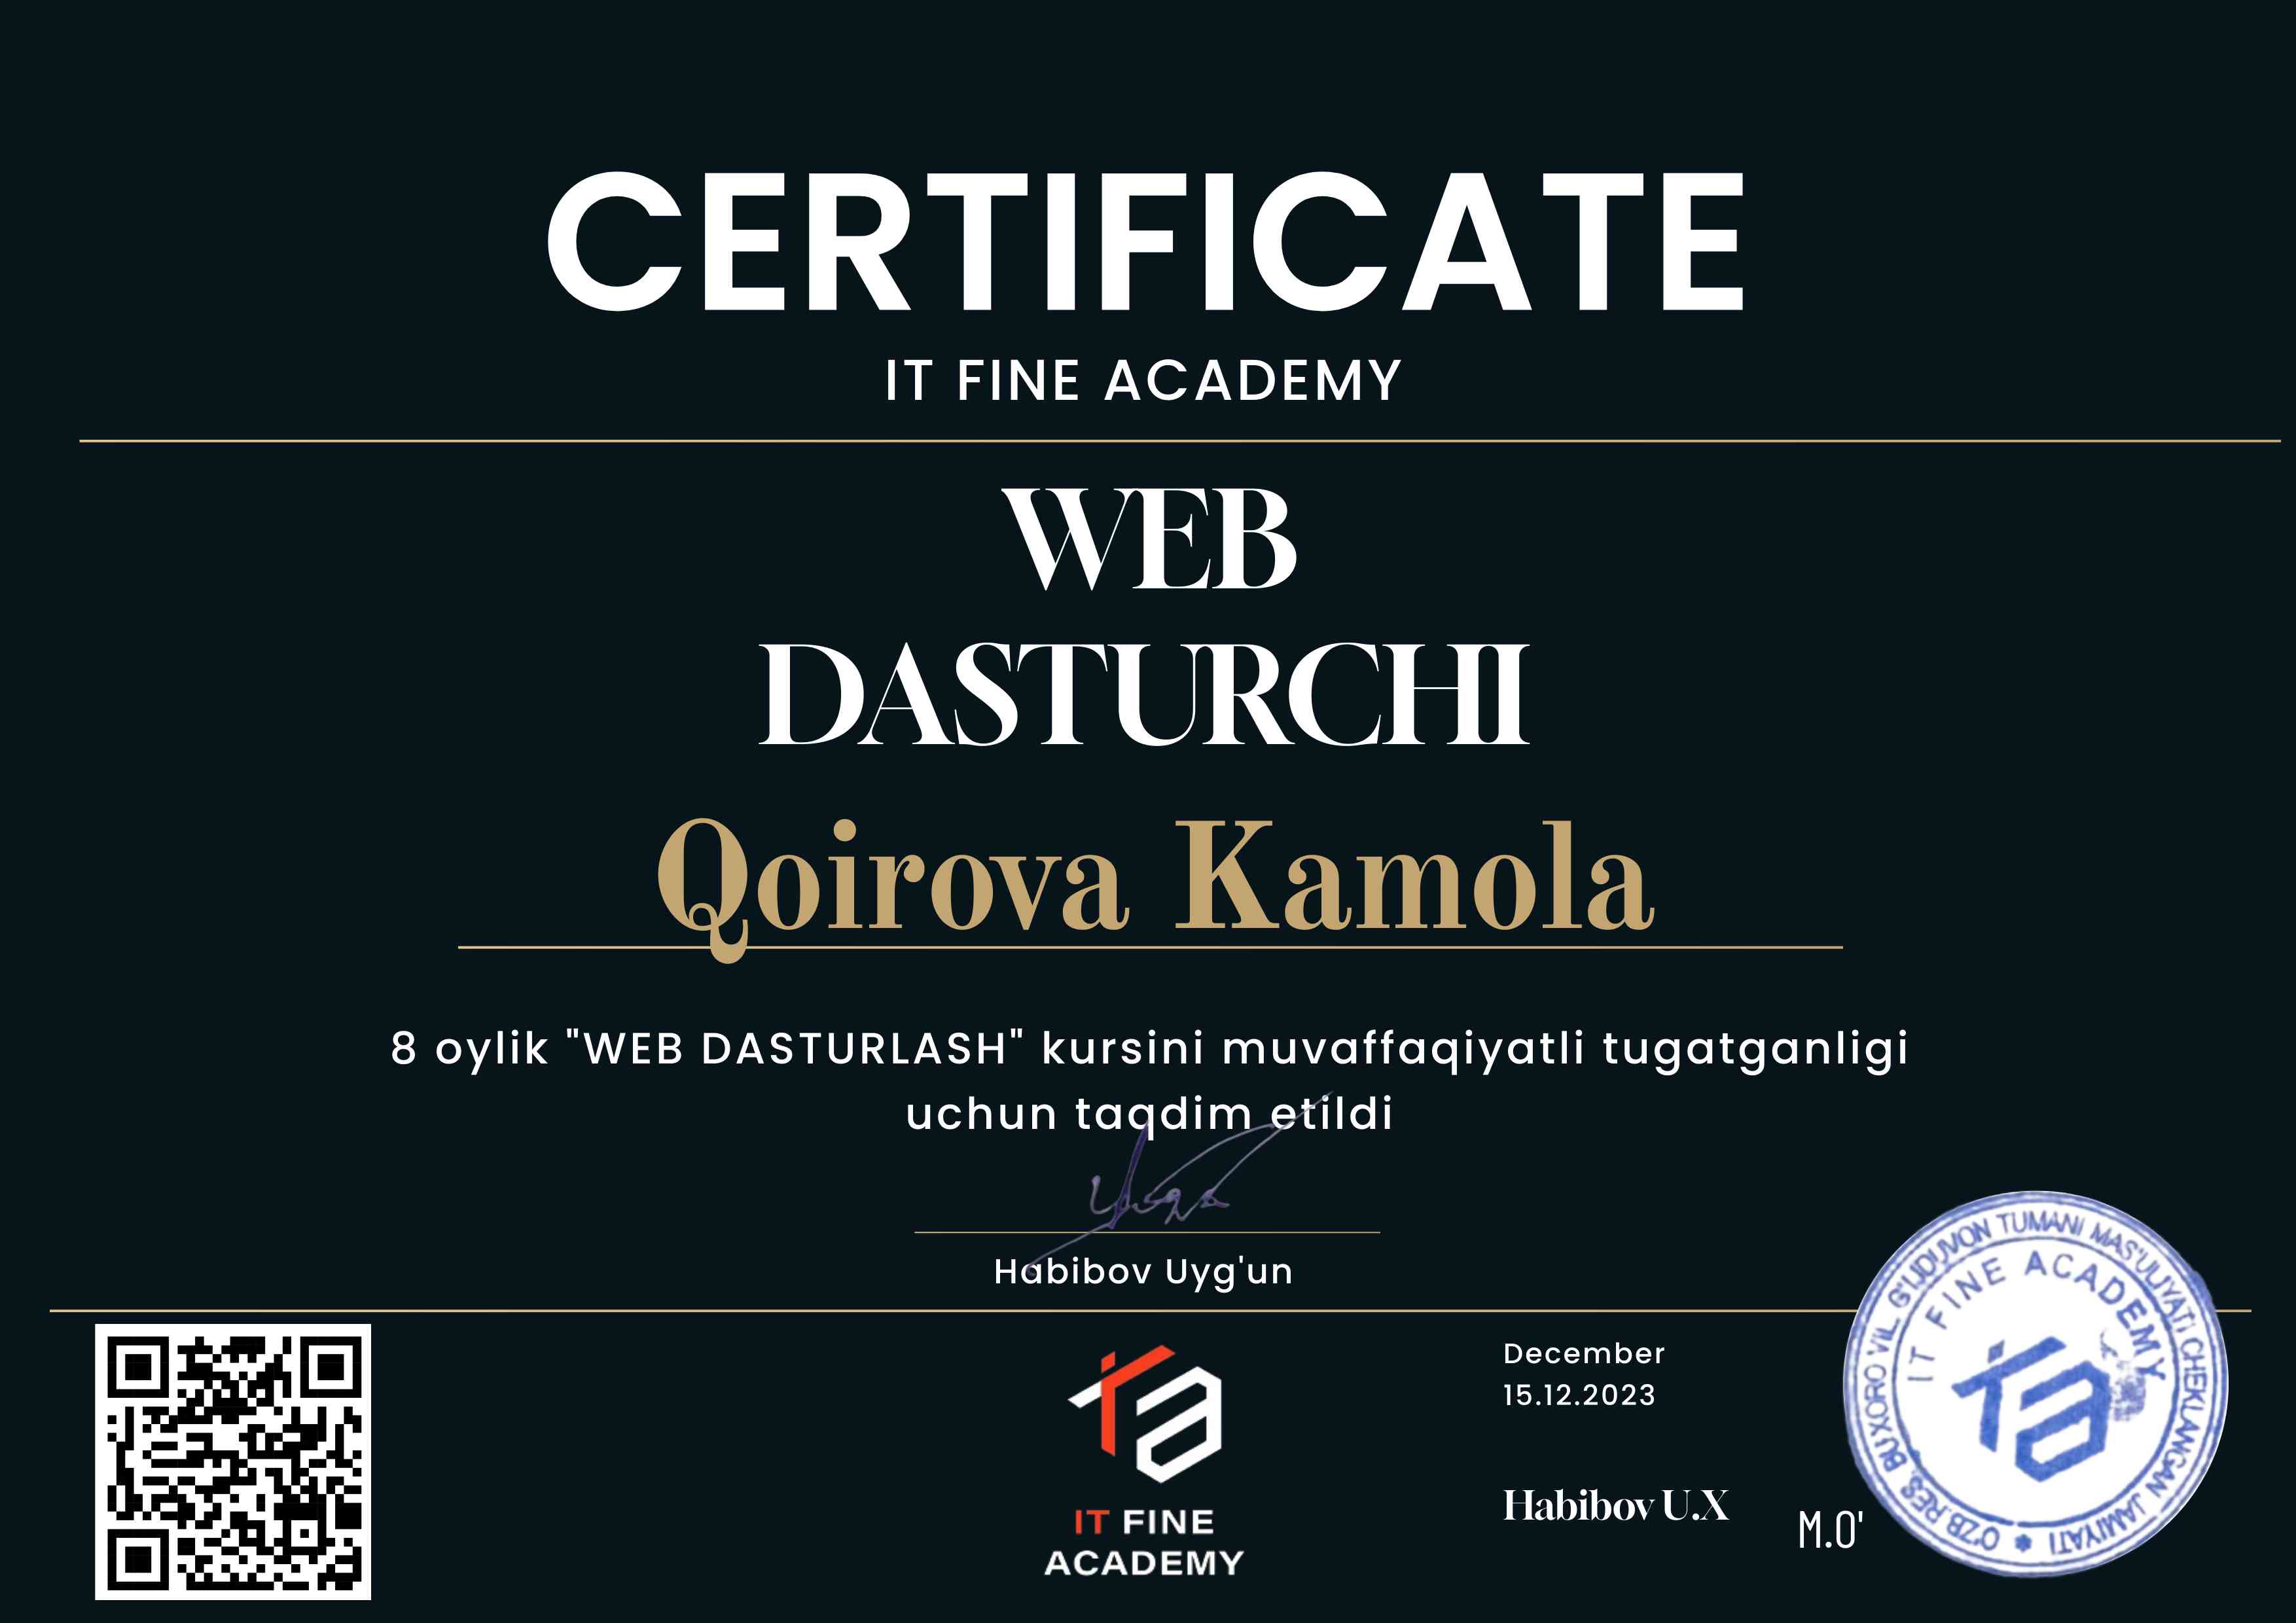 CERTIFICATE
IT FINE ACADEMY
WEB
DASTURCHI
Qoirova Kamola
8 oylik "WEB DASTURLASH" kursini muvaffaqiyatli tugatganligi
uchun taqdim etildi
Habibov Uyg'un
IT FINE
ACADEMY
December
15.12.2023
Habibov U.X
M.O'
O'ZB.RES. BUXORO VIL. G'IJDUVON TUMANI MAS'ULIYATI CHEKLANGAN JAMIYATI
IT FINE ACADEMY